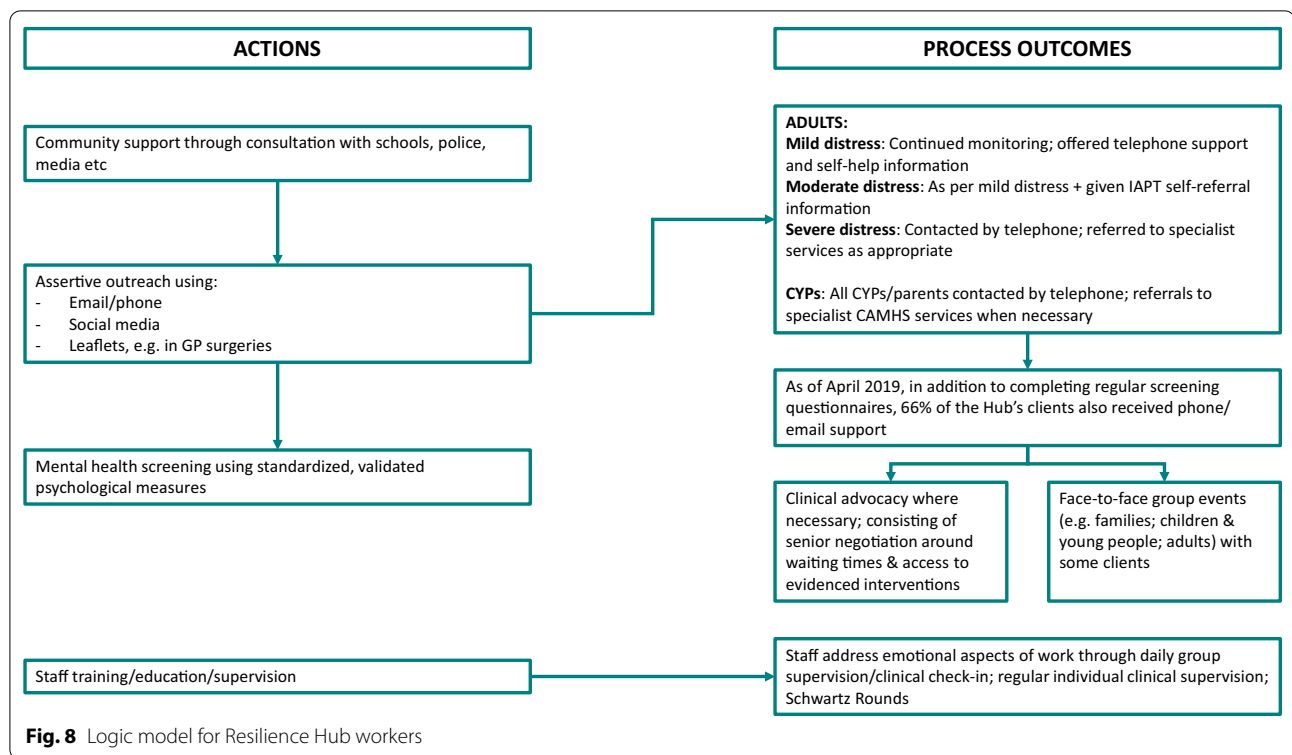 ACTIONS
PROCESS OUTCOMES
Community support through consultation with schools, police,
media etc
Assertive outreach using:
- Email/phone
- Social media
- Leaflets, e.g. in GP surgeries
Mental health screening using standardized, validated
psychological measures
Staff training/education/supervision
ADULTS:
Mild distress: Continued monitoring; offered telephone support
and self-help information
Moderate distress: As per mild distress + given IAPT self-referral
information
Severe distress: Contacted by telephone; referred to specialist
services as appropriate
CYPs: All CYPs/parents contacted by telephone; referrals to
specialist CAMHS services when necessary
As of April 2019, in addition to completing regular screening
questionnaires, 66% of the Hub's clients also received phone/
email support
Clinical advocacy where
necessary; consisting of
senior negotiation around
waiting times & access to
evidenced interventions
Face-to-face group events
(e.g. families; children &
young people; adults) with
some clients
Staff address emotional aspects of work through daily group
supervision/clinical check-in; regular individual clinical supervision;
Schwartz Rounds
Fig. 8 Logic model for Resilience Hub workers